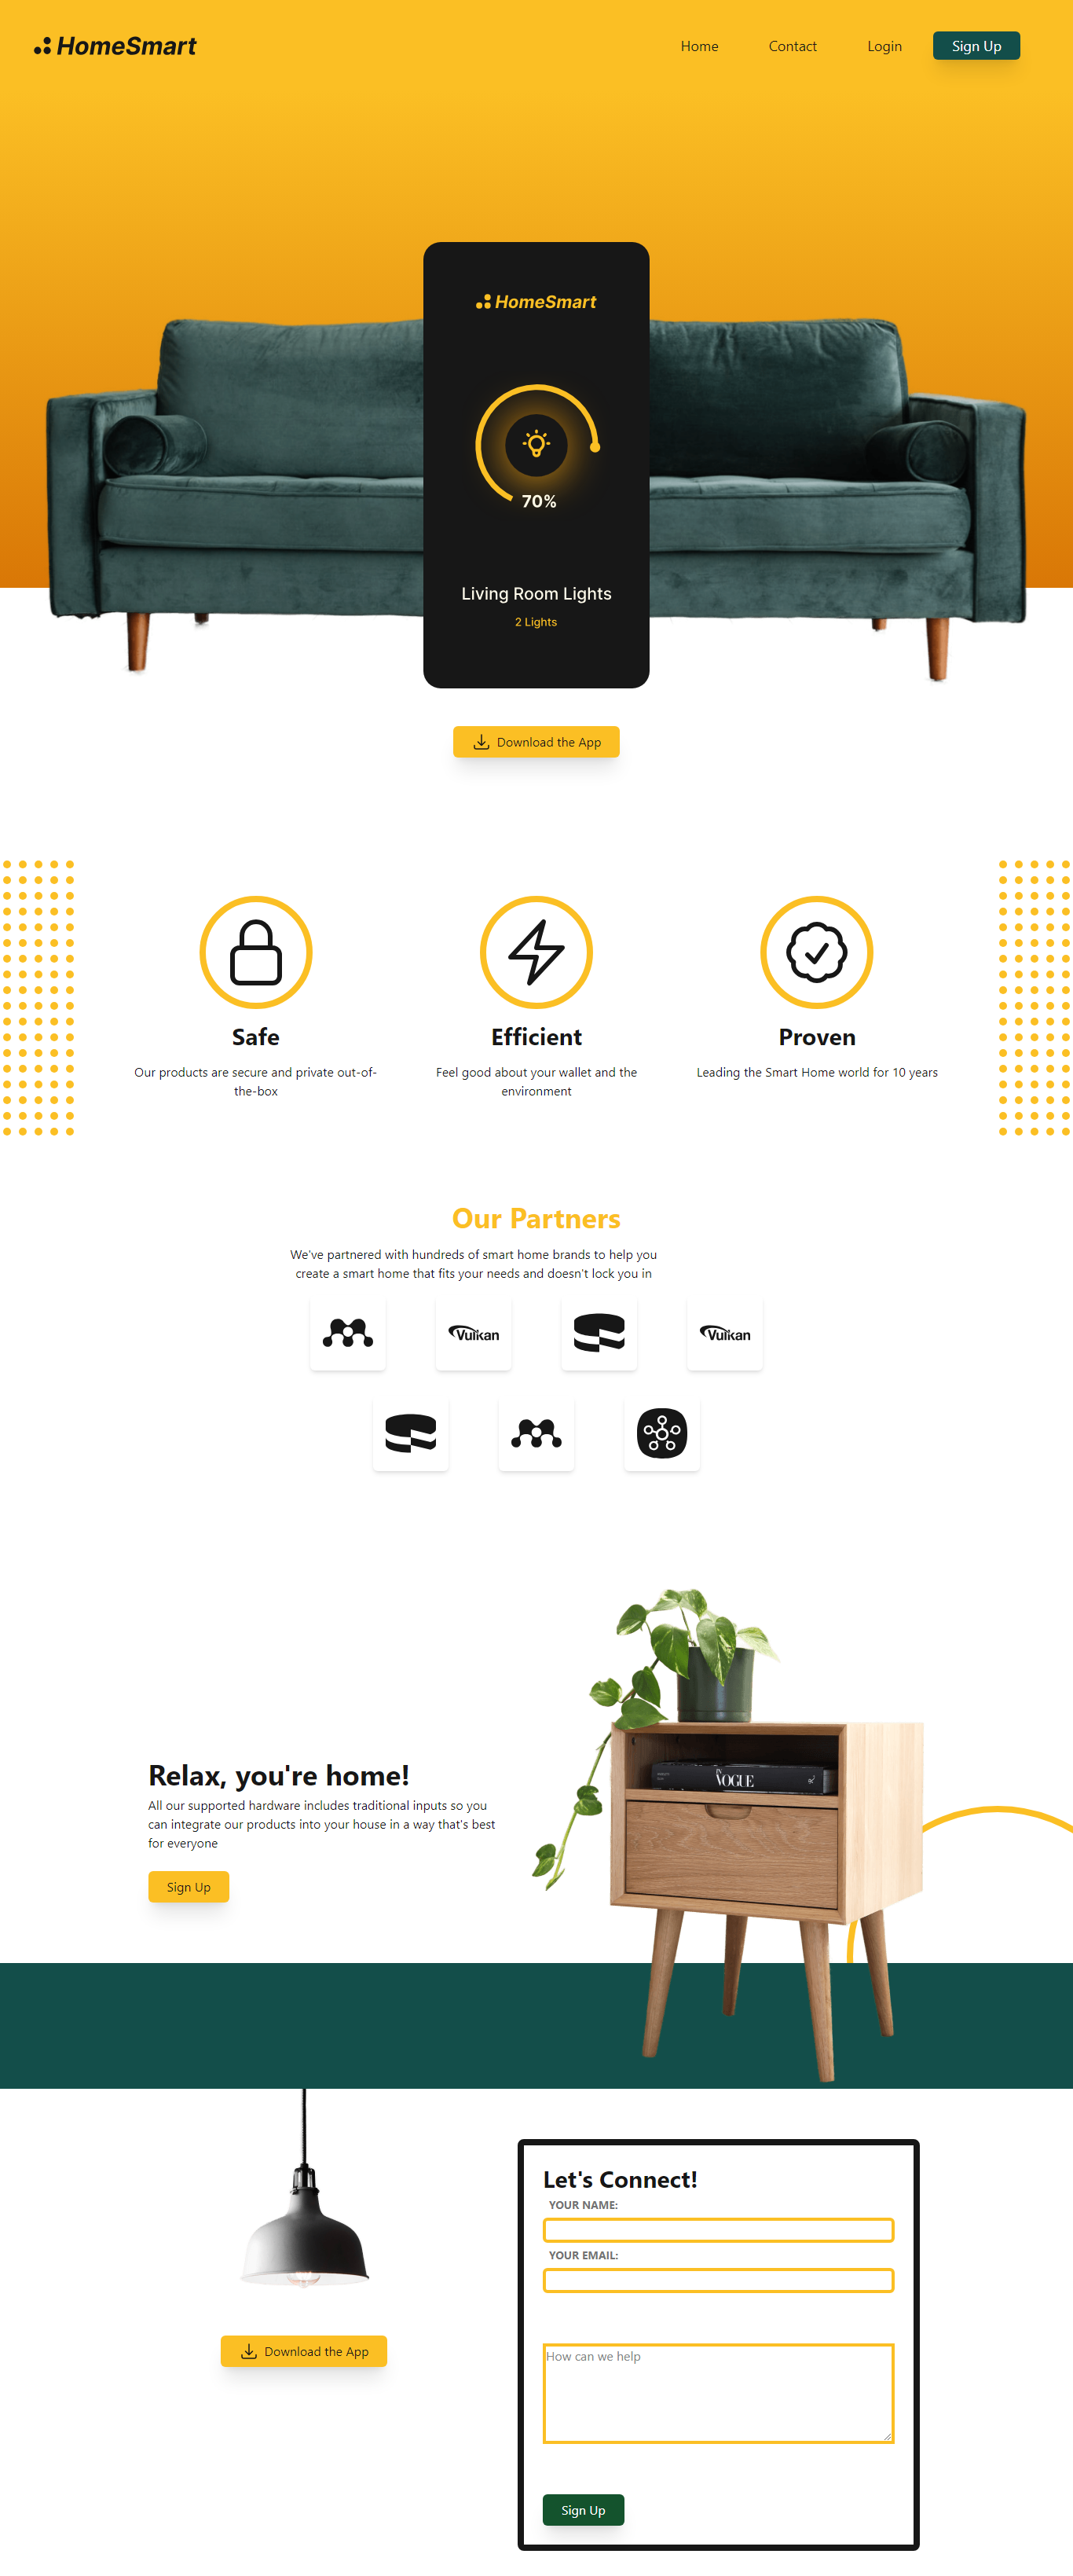 HomeSmart
Home
Contact
Login
Sign Up
HomeSmart
70%
Living Room Lights
2 Lights
Download the App
Safe
Our products are secure and private out-of-
the-box
Efficient
Feel good about your wallet and the
environment
Proven
Leading the Smart Home world for 10 years
Our Partners
We've partnered with hundreds of smart home brands to help you
create a smart home that fits your needs and doesn't lock you in
Vulkan
Vulkan
IN
VOGUE
Relax, you're home!
All our supported hardware includes traditional inputs so you
can integrate our products into your house in a way that's best
for everyone
Sign Up
Let's Connect!
YOUR NAME:
YOUR EMAIL:
How can we help
Sign Up
Download the App